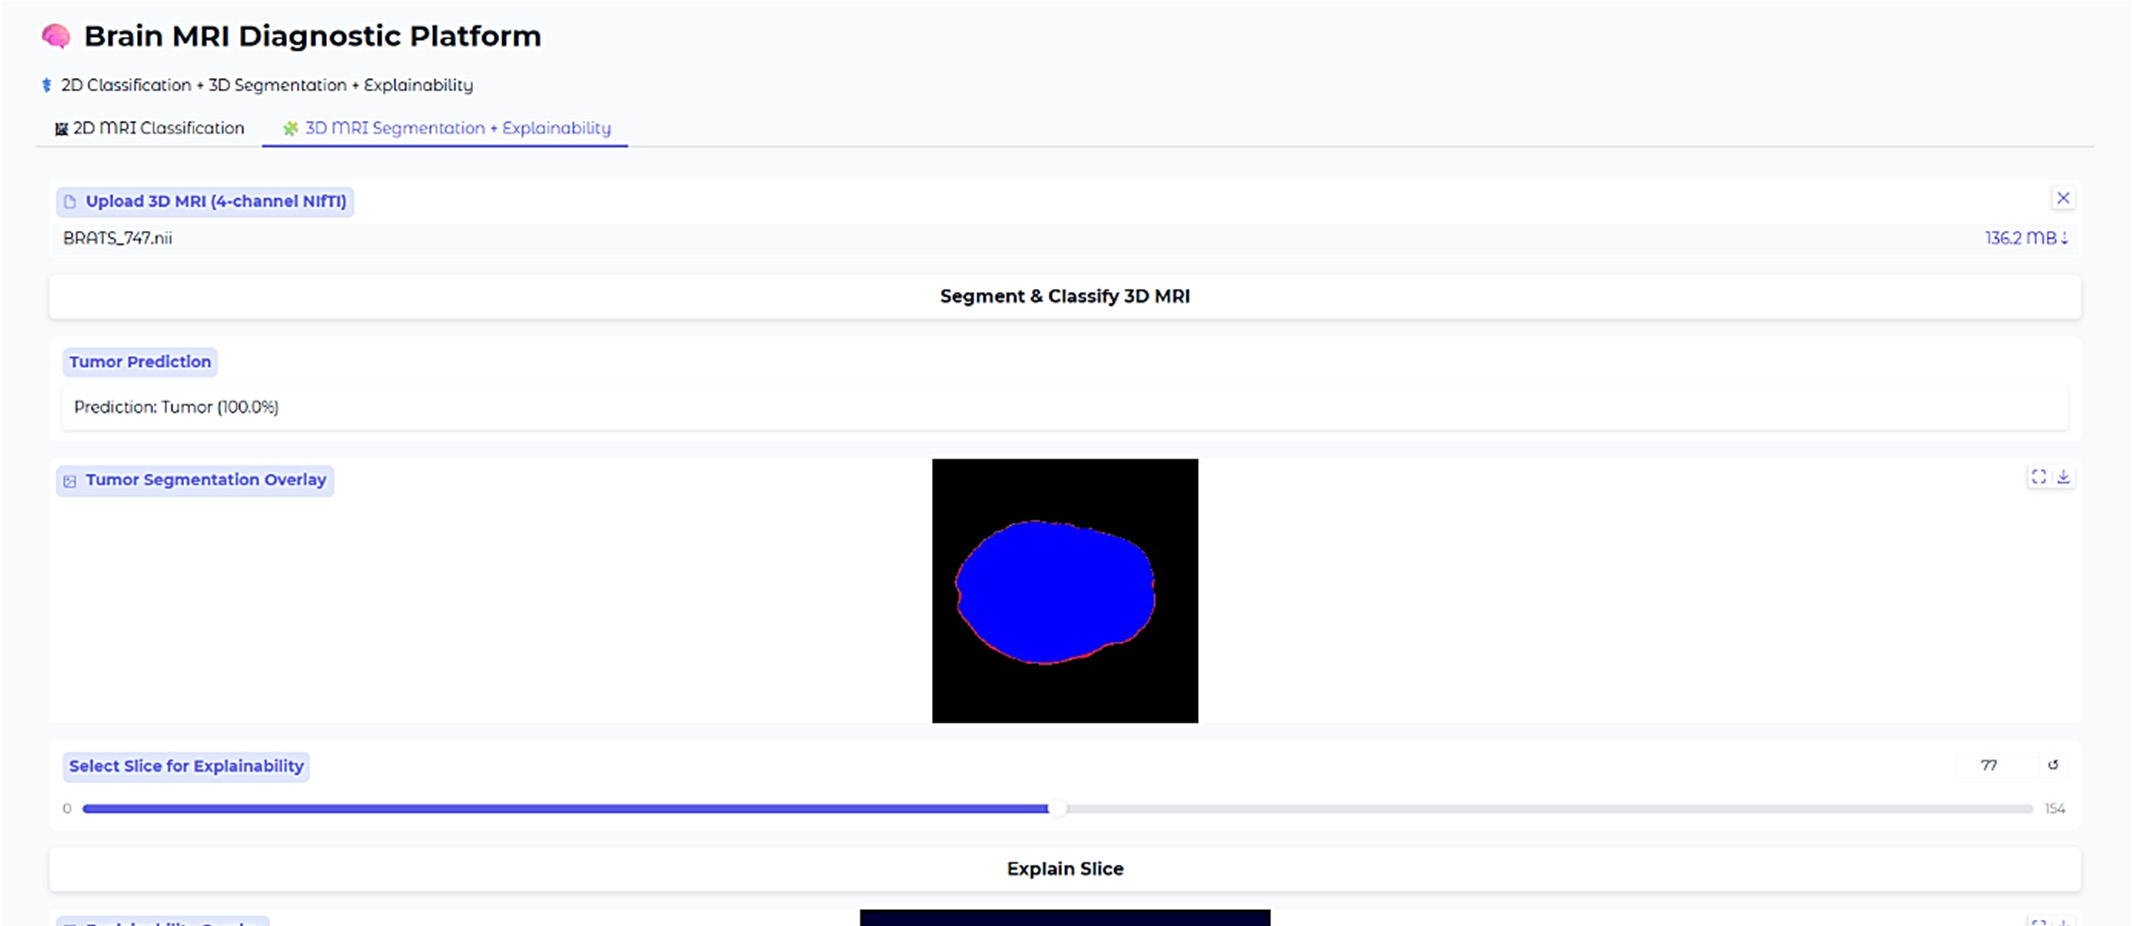 Brain MRI Diagnostic Platform
2D Classification + 3D Segmentation + Explainability
2D MRI Classification
3D MRI Segmentation + Explainability
Upload 3D MRI (4-channel NIfTI)
BRATS_747.nii
136.2 MB ↓
Segment & Classify 3D MRI
Tumor Prediction
Prediction: Tumor (100.0%)
Tumor Segmentation Overlay
Select Slice for Explainability
77
0
154
Explain Slice